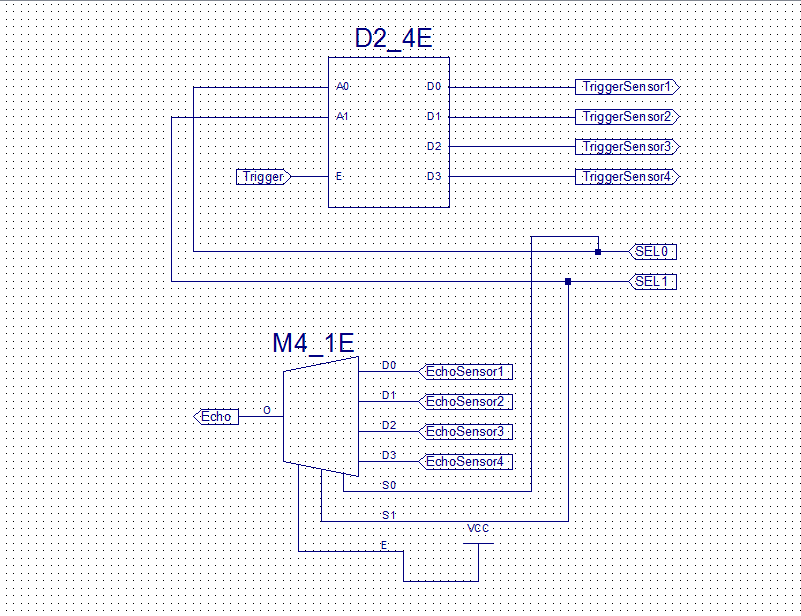 D2_4E
A0 D0 TriggerSensor1
A1 D1 TriggerSensor2
D2 TriggerSensor3
Trigger E D3 TriggerSensor4
SEL0
SEL1
M4_1E
D0 EchoSensor1
D1 EchoSensor2
Echo O
D2 EchoSensor3
D3 EchoSensor4
S0
S1
VCC
E